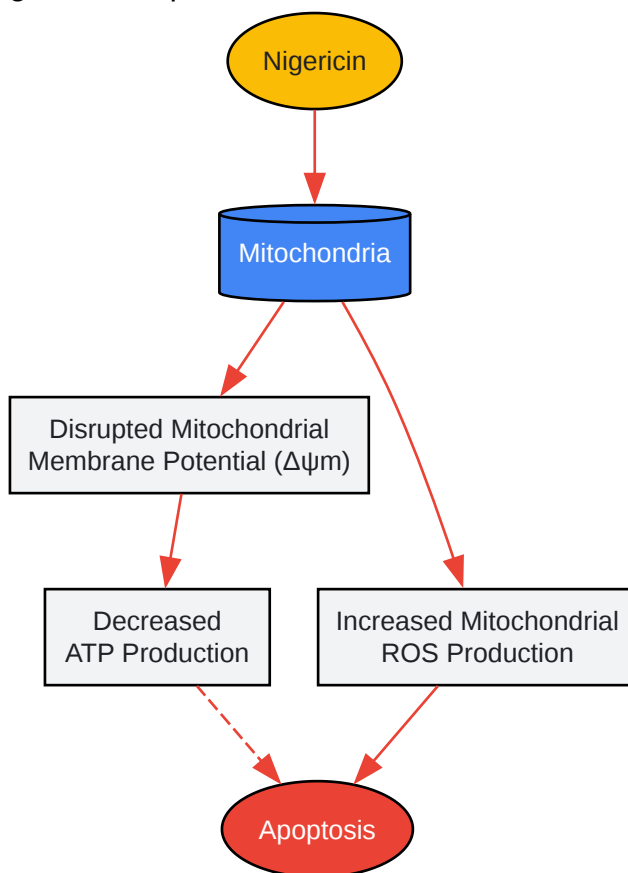 Nigericin
Mitochondria
Disrupted Mitochondrial
Membrane Potential (Δψm)
Decreased
ATP Production
Increased Mitochondrial
ROS Production
Apoptosis